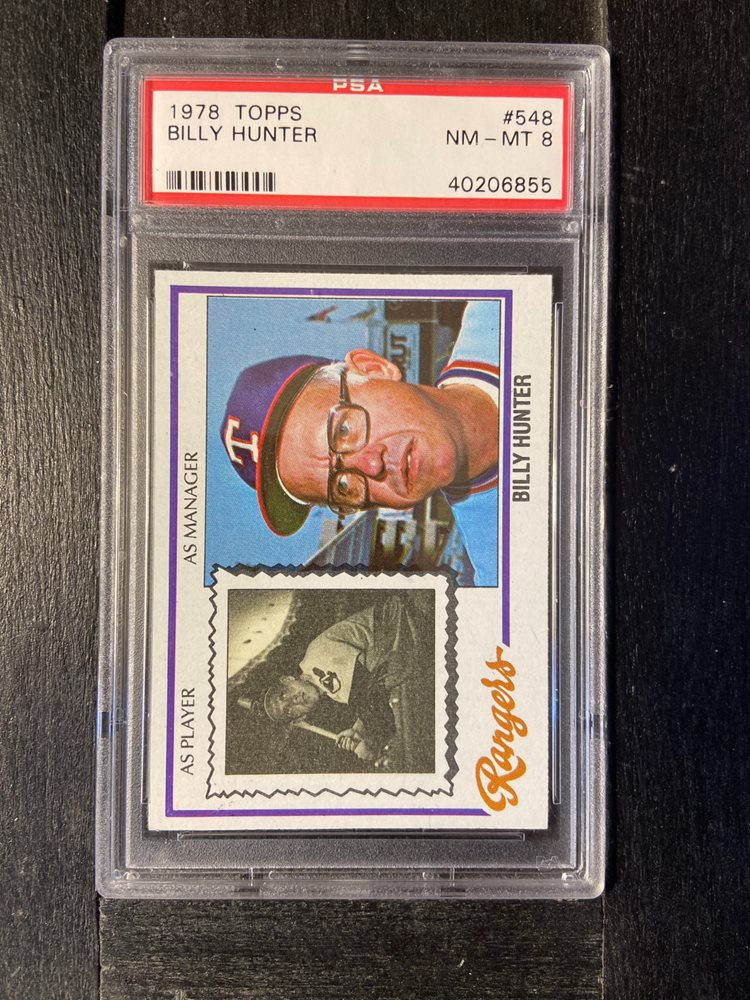 PSA
1978 TOPPS
#548
BILLY HUNTER
NM - MT 8
40206855
AS PLAYER
AS MANAGER
T
BILLY HUNTER
Rangers